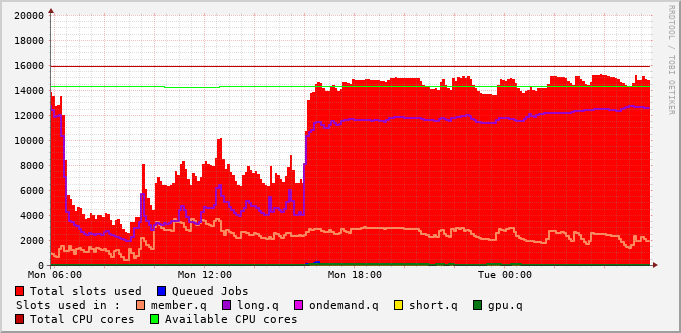 20000
18000
16000
14000
12000
10000
8000
6000
4000
2000
0
Mon 06:00 Mon 12:00 Mon 18:00 Tue 00:00
RRDTOOL / TOBI OETIKER
Total slots used Queued Jobs
Slots used in : member.q long.q ondemand.q short.q gpu.q
Total CPU cores Available CPU cores